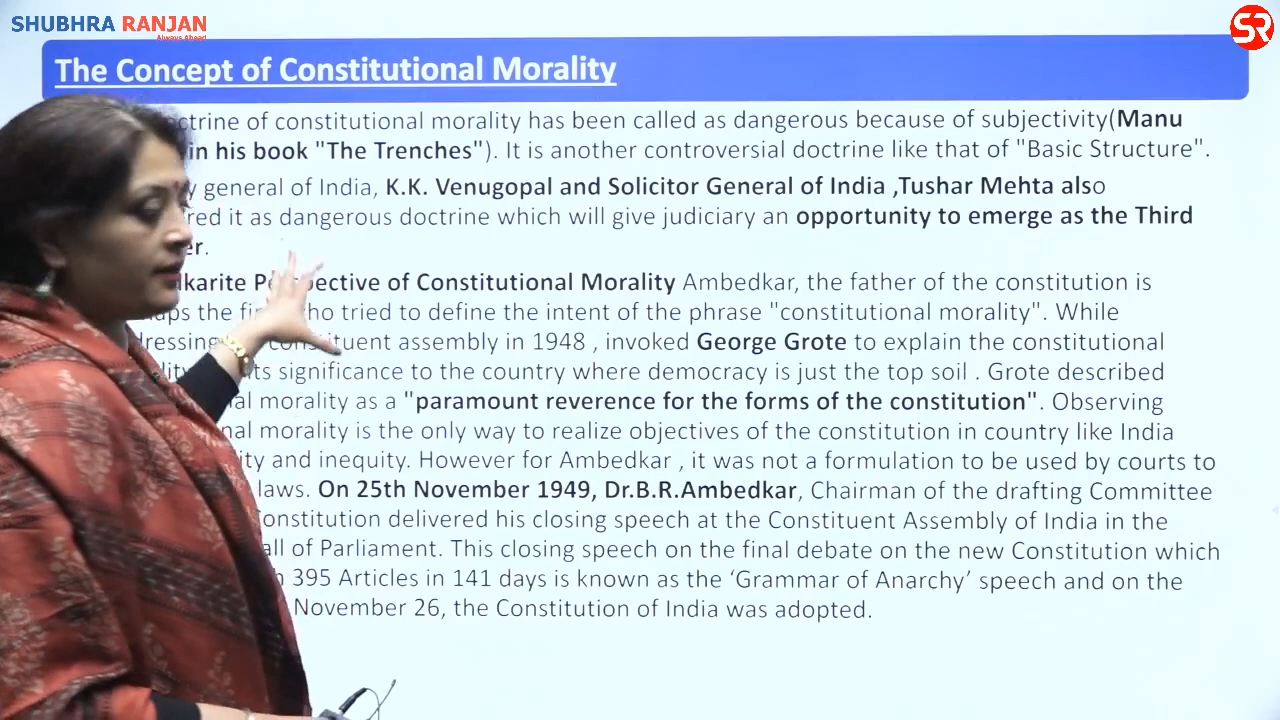 SHUBHRA RANJAN
Always Ahead
SR
The Concept of Constitutional Morality
of constitutional morality has been called as dangerous because of subjectivity(Manu
in his book "The Trenches"). It is another controversial doctrine like that of "Basic Structure".
general of India, K.K. Venugopal and Solicitor General of India ,Tushar Mehta also
it as dangerous doctrine which will give judiciary an opportunity to emerge as the Third
of Constitutional Morality Ambedkar, the father of the constitution is
the who tried to define the intent of the phrase "constitutional morality". While
assembly in 1948 , invoked George Grote to explain the constitutional
its significance to the country where democracy is just the top soil . Grote described
morality as a "paramount reverence for the forms of the constitution". Observing
morality is the only way to realize objectives of the constitution in country like India
and inequity. However for Ambedkar , it was not a formulation to be used by courts to
laws. On 25th November 1949, Dr.B.R.Ambedkar, Chairman of the drafting Committee
delivered his closing speech at the Constituent Assembly of India in the
of Parliament. This closing speech on the final debate on the new Constitution which
395 Articles in 141 days is known as the ‘Grammar of Anarchy’ speech and on the
November 26, the Constitution of India was adopted.